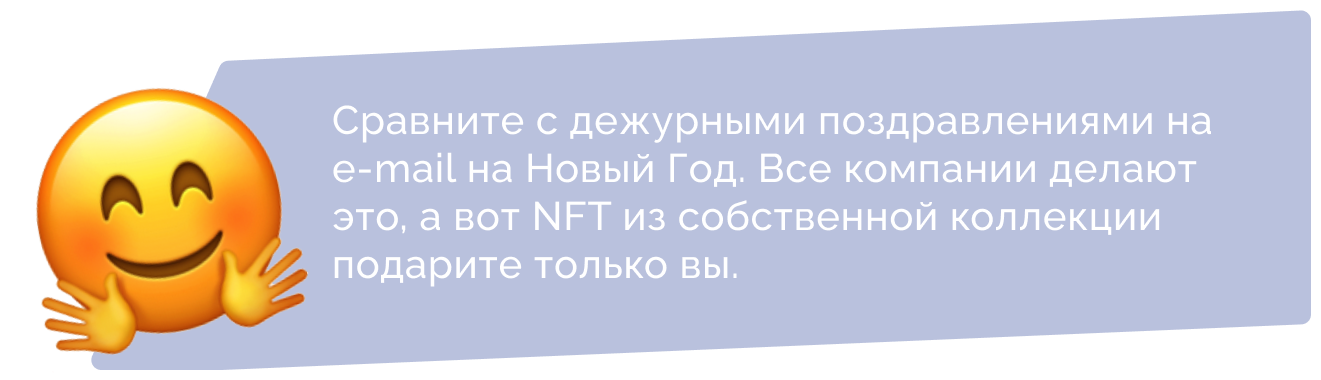 Сравните с дежурными поздравлениями на
e-mail на Новый Год. Все компании делают
это, а вот NFT из собственной коллекции
подарите только вы.